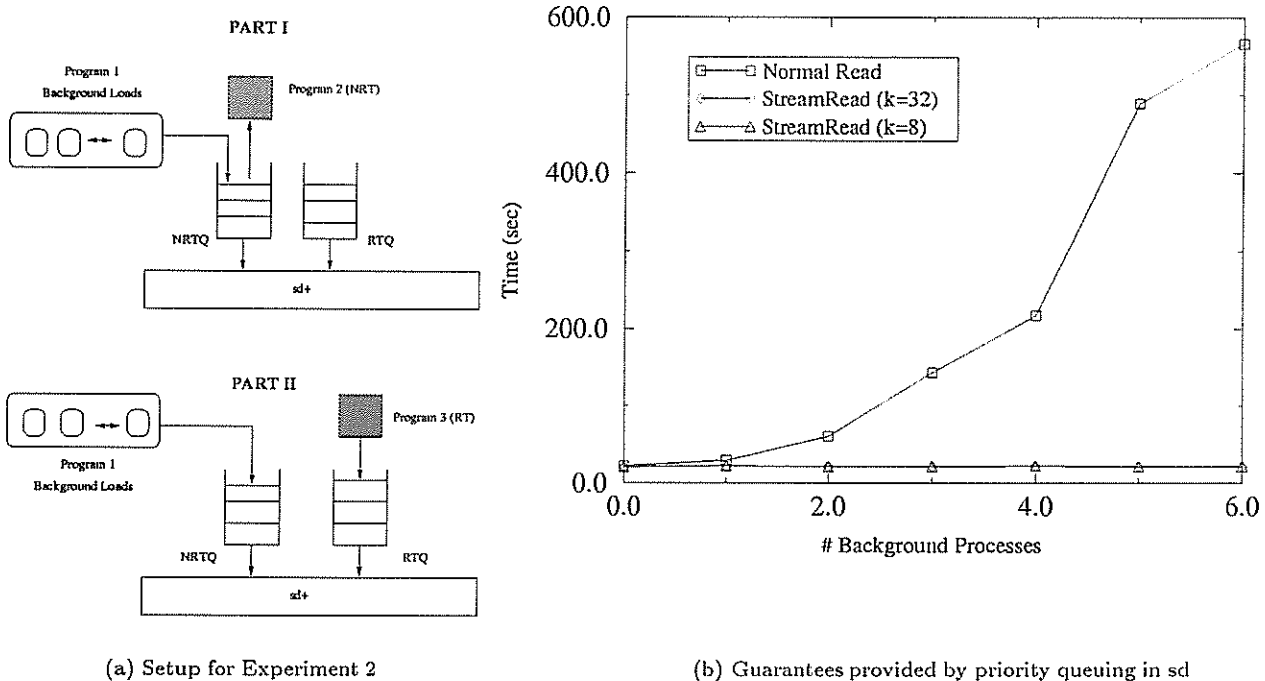 PART I
Program 1
Background Loads
Program 2 (NRT)
NRTQ
RTQ
sd+
PART II
Program 3 (RT)
Program 1
Background Loads
NRTQ
RTQ
sd+
(a) Setup for Experiment 2
600.0
400.0
200.0
0.0
Time (sec)
Normal Read
StreamRead (k=32)
StreamRead (k=8)
0.0 2.0 4.0 6.0
# Background Processes
(b) Guarantees provided by priority queuing in sd